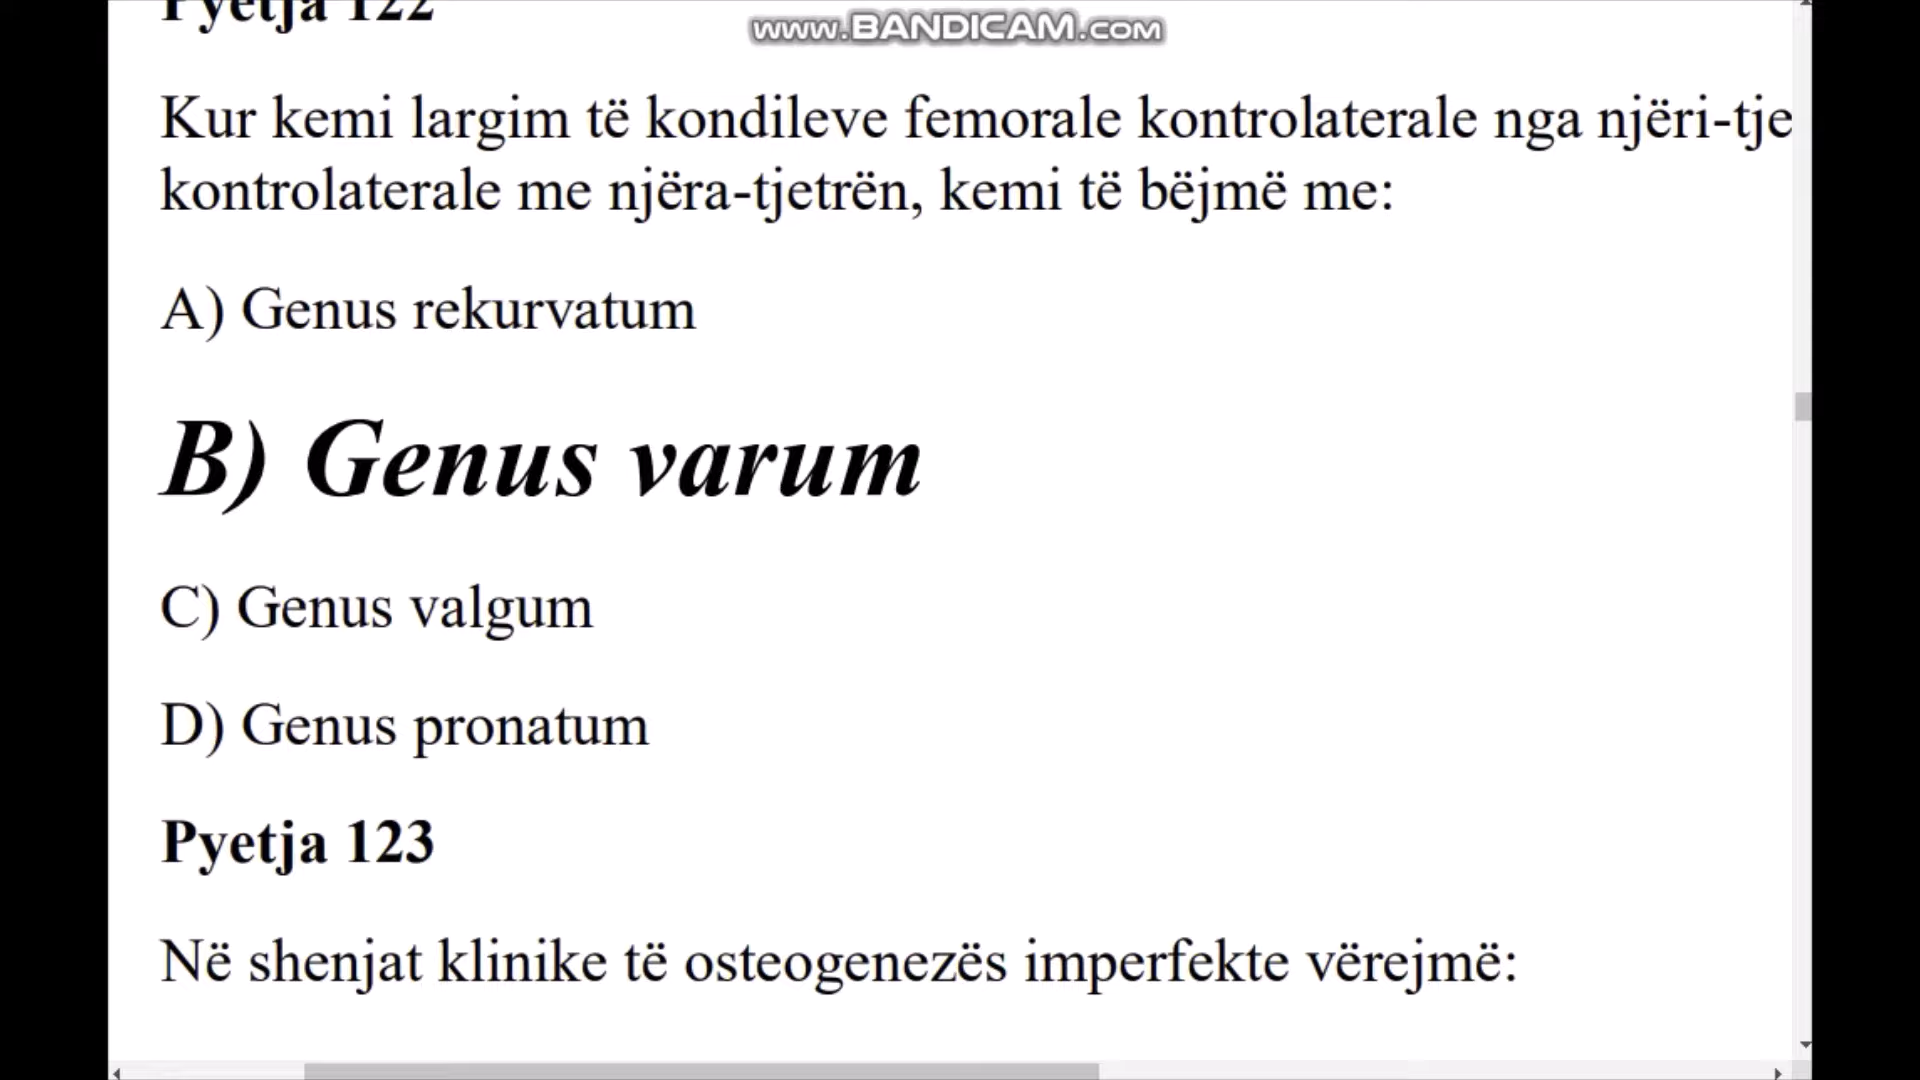 Pyetja 122
www.BANDICAM.com
Kur kemi largim të kondileve femorale kontrolaterale nga njëri-tje
kontrolaterale me njëra-tjetrën, kemi të bëjmë me:
A) Genus rekurvatum
B) Genus varum
C) Genus valgum
D) Genus pronatum
Pyetja 123
Në shenjat klinike të osteogenezës imperfekte vërejmë: